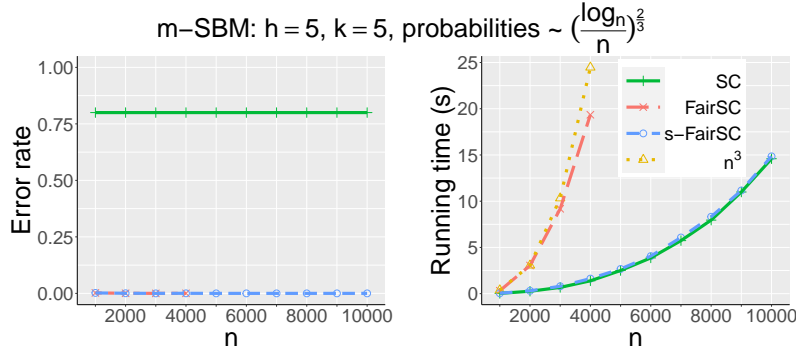 m−SBM: h = 5, k = 5, probabilities ~ (log n / n)^(2/3)
Error rate
1.00
0.75
0.50
0.25
0.00
2000 4000 6000 8000 10000
n
Running time (s)
25
20
15
10
5
0
2000 4000 6000 8000 10000
n
SC
FairSC
s−FairSC
n³